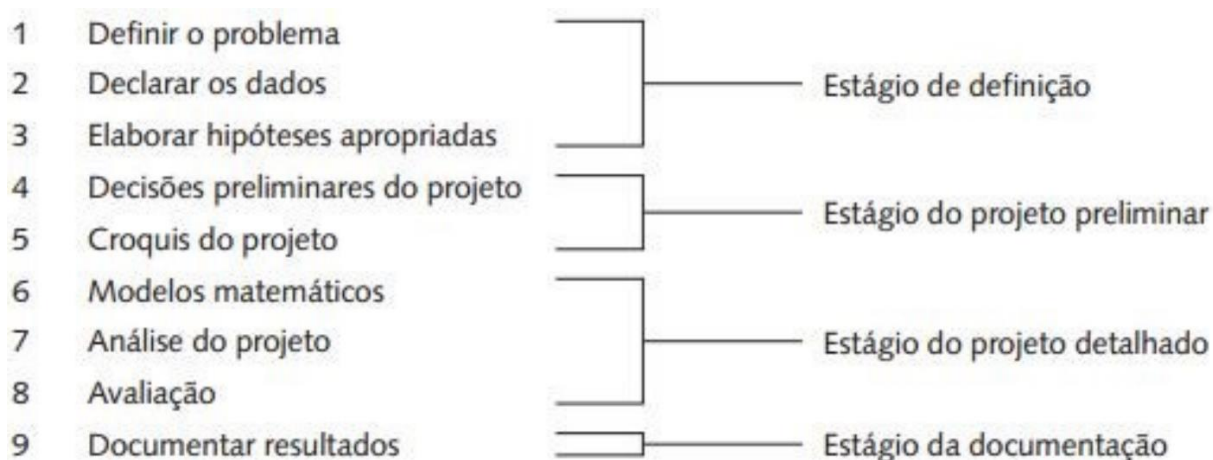 1 Definir o problema
2 Declarar os dados
Estágio de definição
3 Elaborar hipóteses apropriadas
4 Decisões preliminares do projeto
Estágio do projeto preliminar
5 Croquis do projeto
6 Modelos matemáticos
7 Análise do projeto
Estágio do projeto detalhado
8 Avaliação
9 Documentar resultados
Estágio da documentação